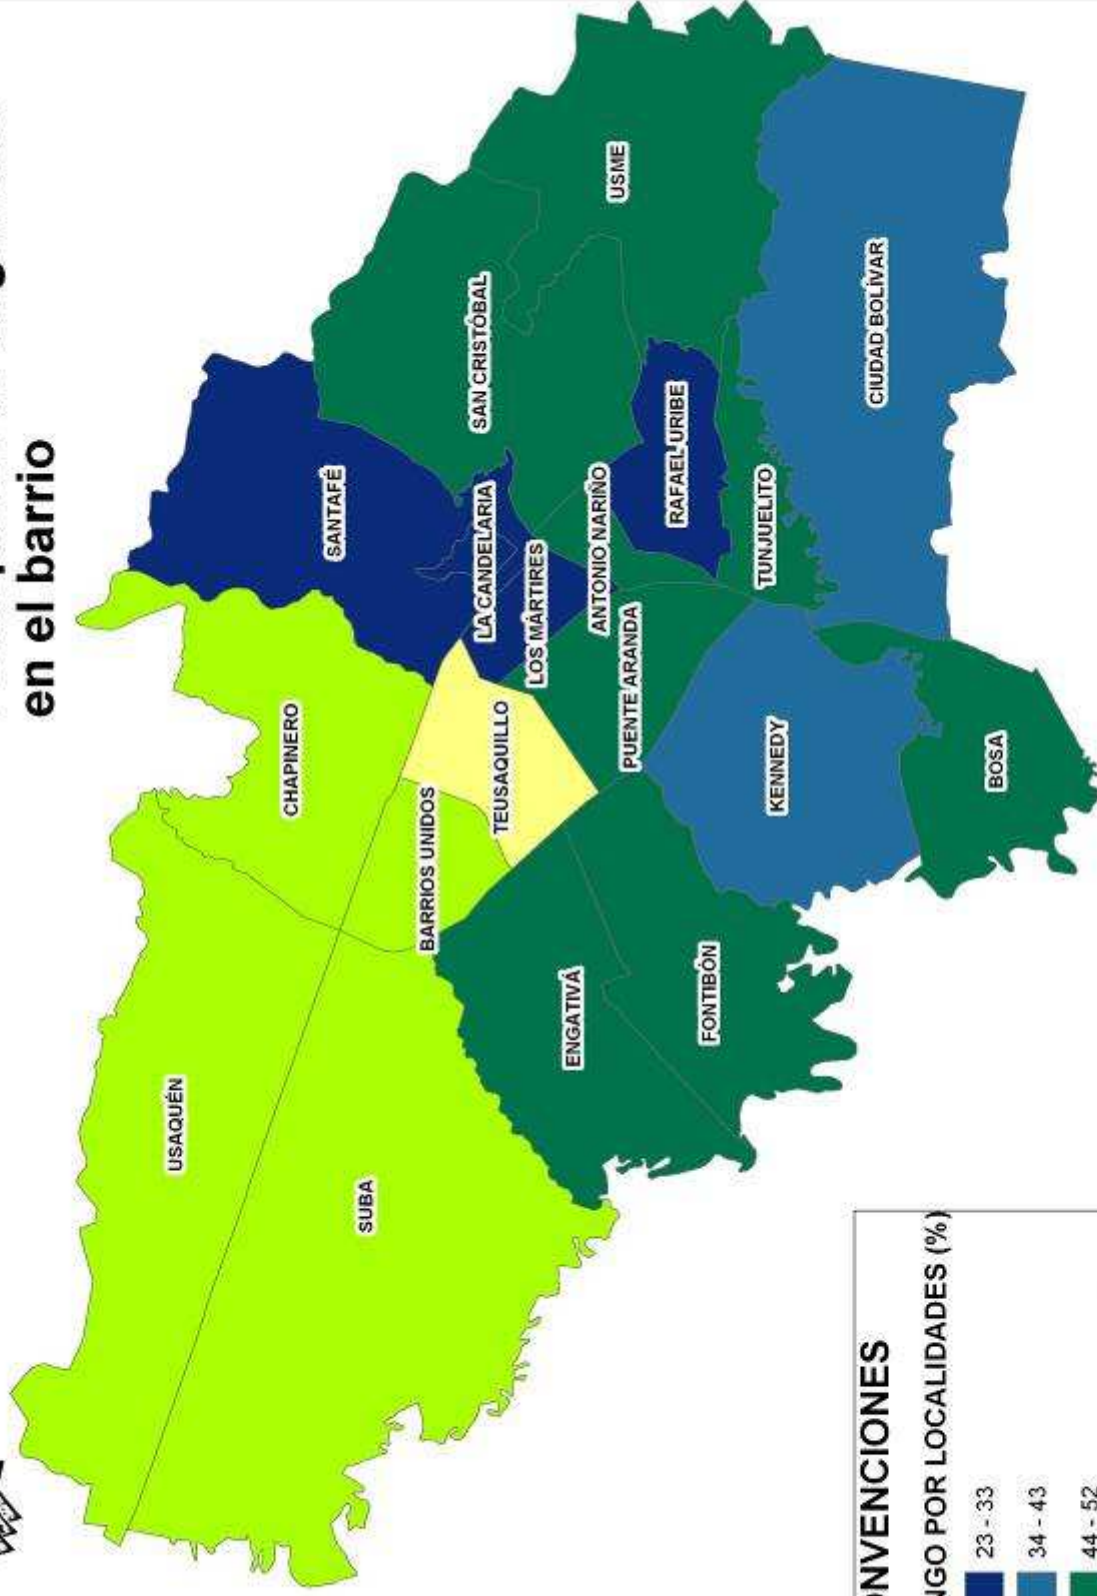 en el barrio
USAQUÉN
SUBA
CHAPINERO
BARRIOS UNIDOS
TEUSAQUILLO
ENGATIVÁ
FONTIBÓN
SANTAFÉ
LA CANDELARIA
LOS MÁRTIRES
ANTONIO NARIÑO
PUENTE ARANDA
KENNEDY
BOSA
SAN CRISTÓBAL
USME
RAFAEL URIBE
TUNJUELITO
CIUDAD BOLÍVAR
NVENCIONES
NGO POR LOCALIDADES (%)
23 - 33
34 - 43
44 - 52